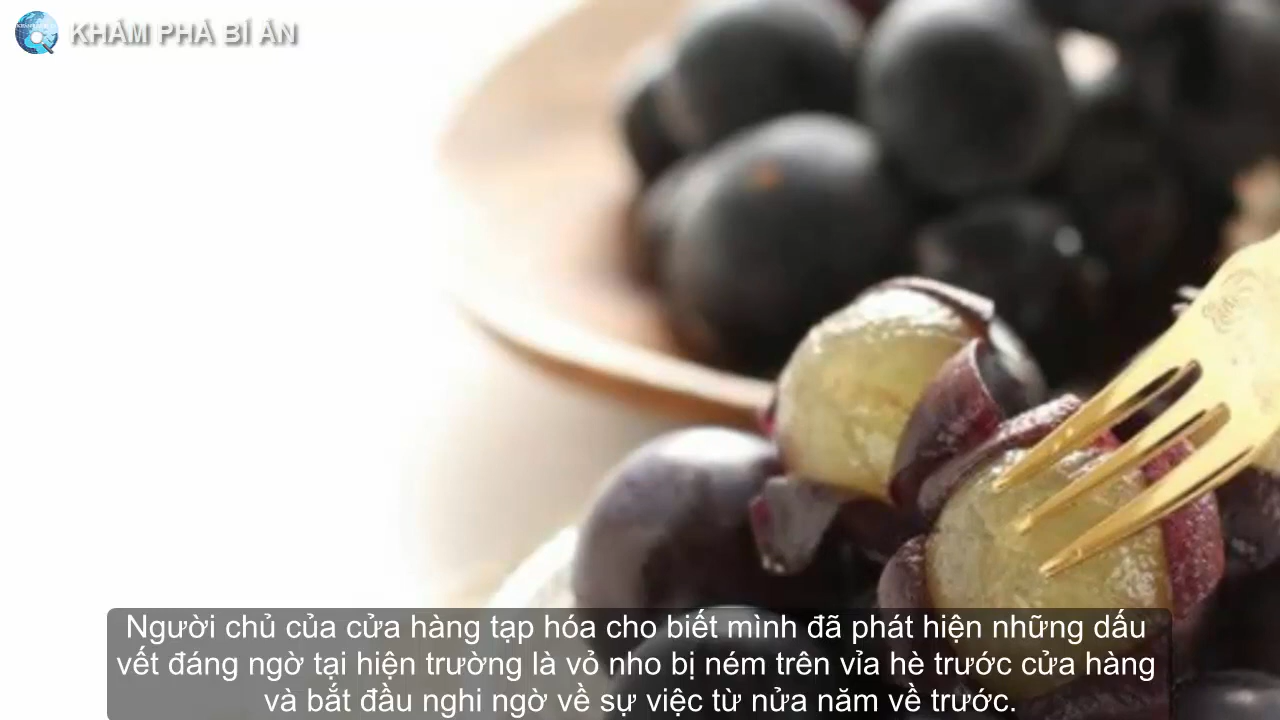 KHÁM PHÁ BÍ ẨN
Người chủ của cửa hàng tạp hóa cho biết mình đã phát hiện những dấu
vết đáng ngờ tại hiện trường là vỏ nho bị ném trên vỉa hè trước cửa hàng
và bắt đầu nghi ngờ về sự việc từ nửa năm về trước.